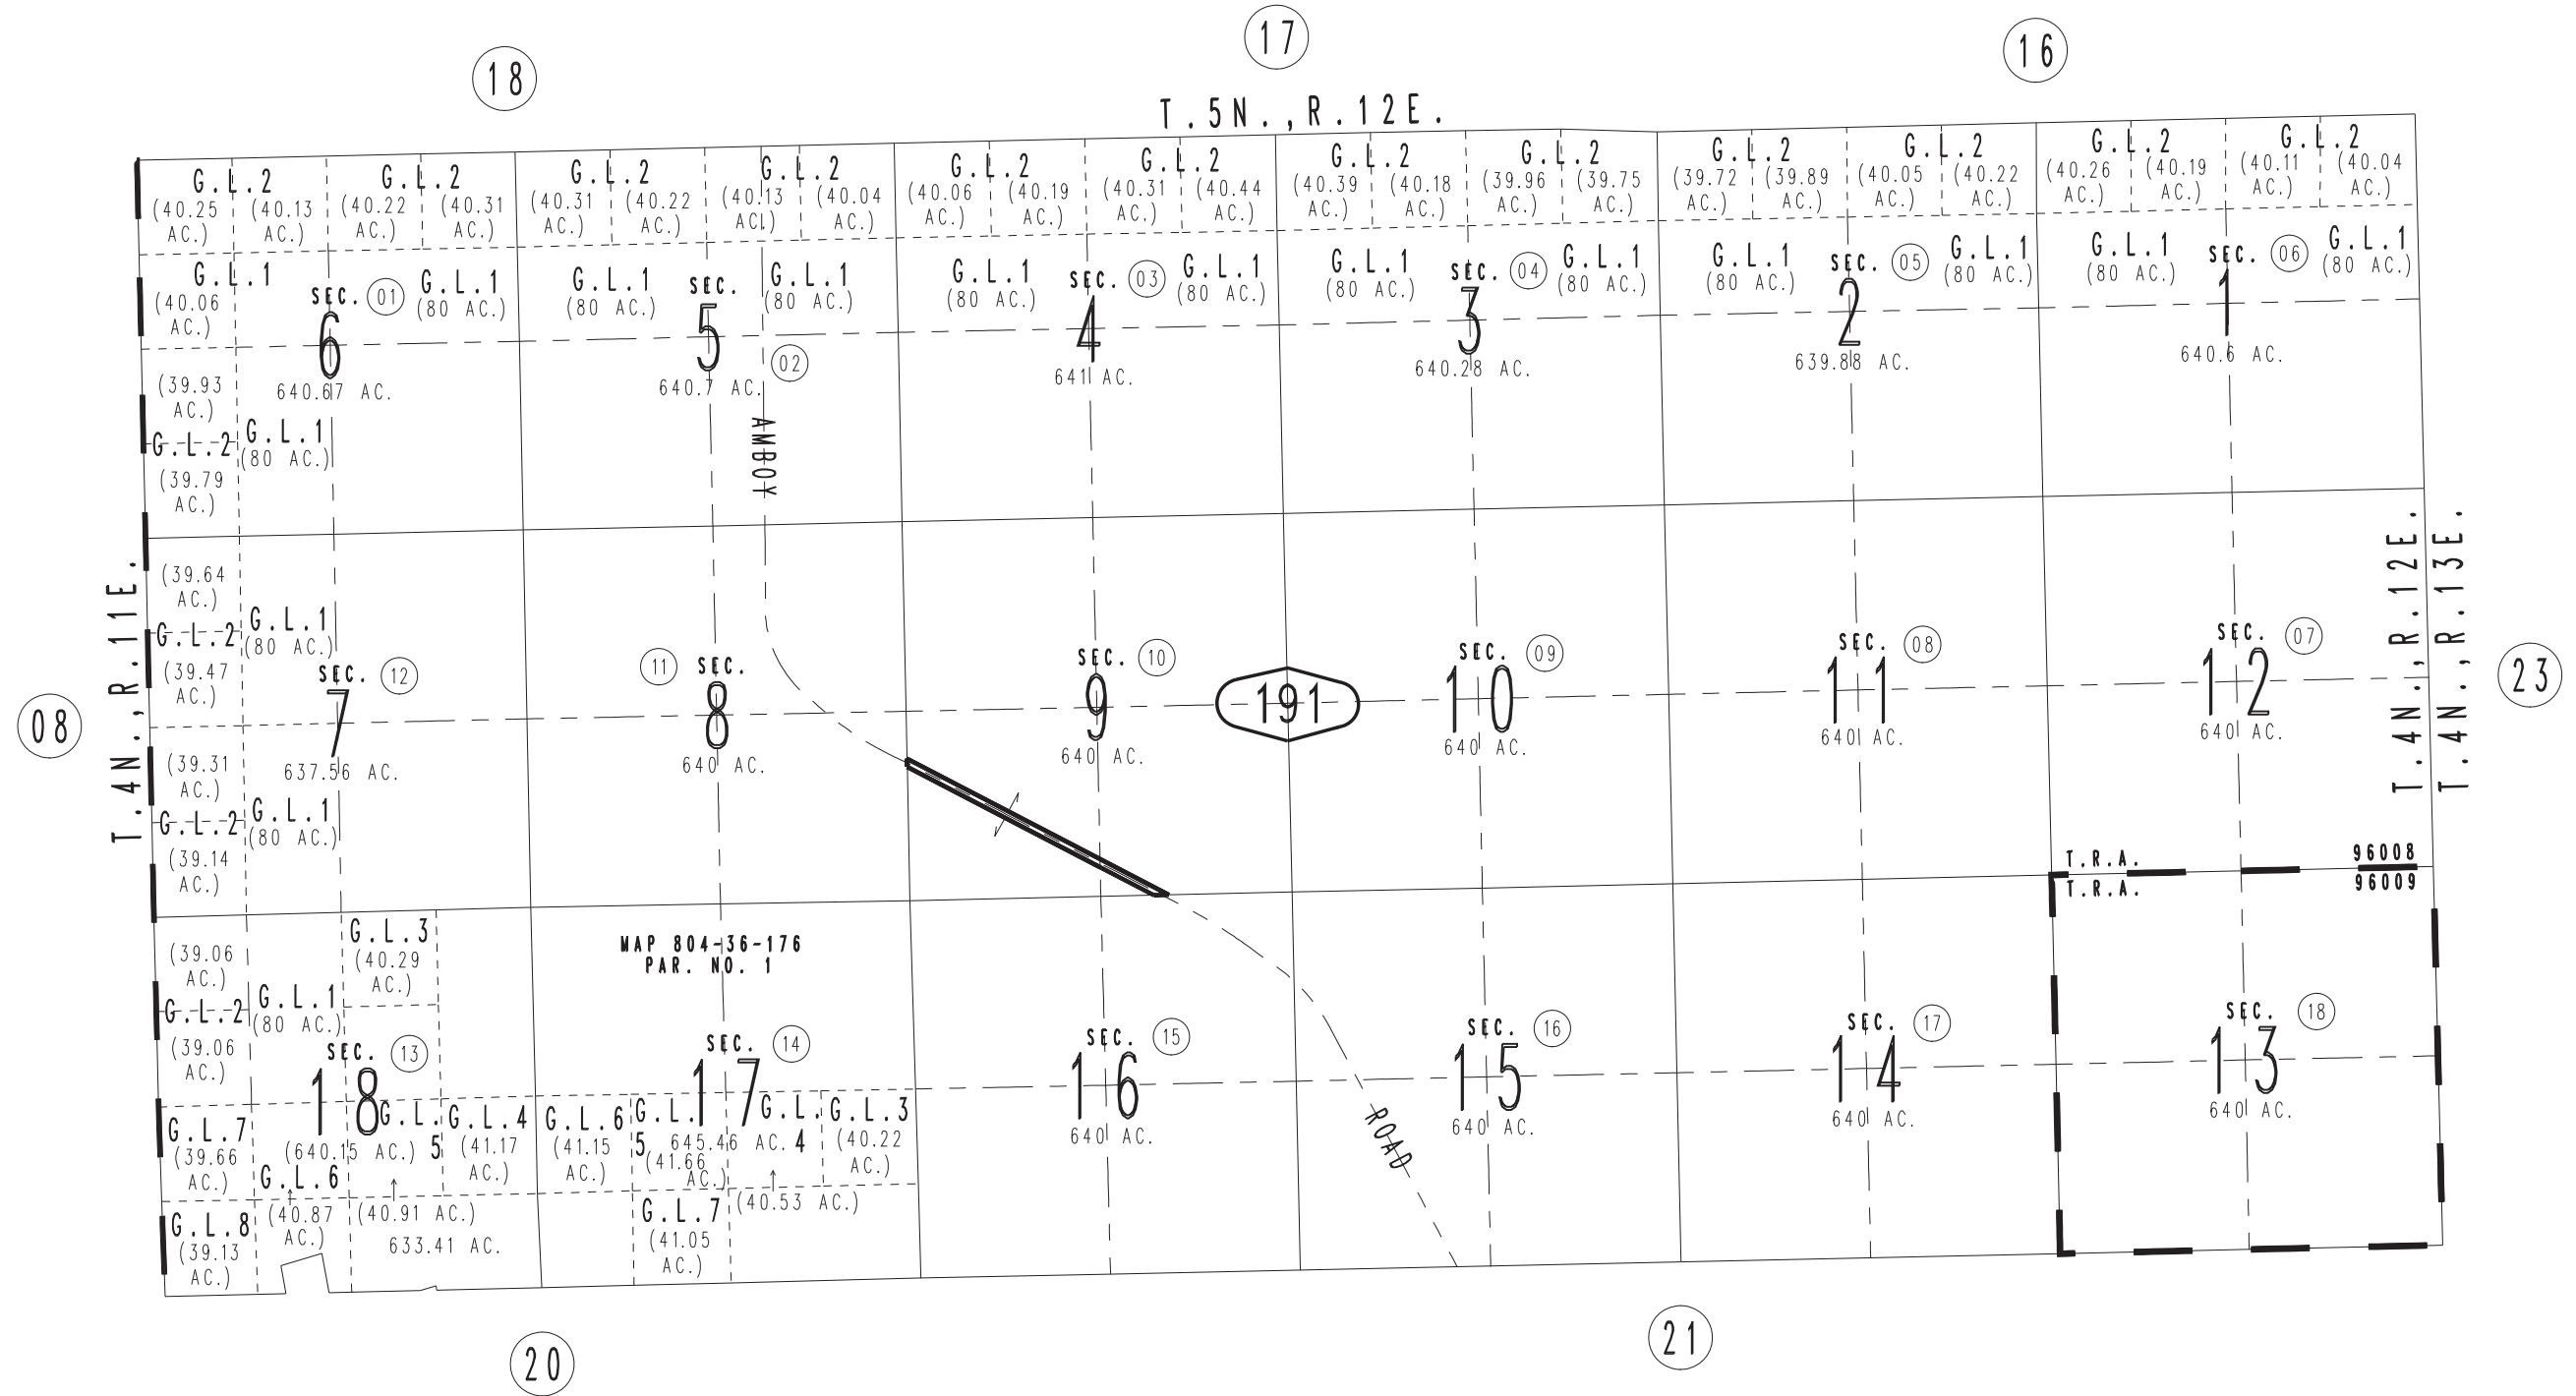 17
16
18
T.5N.,R.12E.
G.L.2 G.L.2 G.L.2 G.L.2 G.L.2 G.L.2 G.L.2 G.L.2 G.L.2 G.L.2 G.L.2 G.L.2
(40.25 AC.) (40.13 AC.) (40.22 AC.) (40.31 AC.) (40.31 AC.) (40.22 AC.) (40.13 AC.) (40.04 AC.) (40.06 AC.) (40.19 AC.) (40.31 AC.) (40.44 AC.) (40.39 AC.) (40.18 AC.) (39.96 AC.) (39.75 AC.) (39.72 AC.) (39.89 AC.) (40.05 AC.) (40.22 AC.) (40.26 AC.) (40.19 AC.) (40.11 AC.) (40.04 AC.)
G.L.1
(40.06 AC.)
SEC. 6
01
640.67 AC.
G.L.1
(80 AC.)
G.L.1
(80 AC.)
SEC. 5
640.7 AC.
G.L.1
(80 AC.)
02
G.L.1
(80 AC.)
SEC. 4
03
641 AC.
G.L.1
(80 AC.)
G.L.1
(80 AC.)
SEC. 3
04
640.28 AC.
G.L.1
(80 AC.)
G.L.1
(80 AC.)
SEC. 2
05
639.88 AC.
G.L.1
(80 AC.)
G.L.1
(80 AC.)
SEC. 1
06
640.6 AC.
G.L.1
(80 AC.)
(39.93 AC.)
G.L.2
(39.79 AC.)
G.L.1
(80 AC.)
AMBOY
T.4N.,R.11E.
08
(39.64 AC.)
G.L.2
(39.47 AC.)
G.L.1
(80 AC.)
SEC. 7
12
637.56 AC.
(39.31 AC.)
G.L.2
(39.14 AC.)
G.L.1
(80 AC.)
11
SEC. 8
640 AC.
SEC. 9
10
640 AC.
191
SEC. 10
09
640 AC.
SEC. 11
08
640 AC.
SEC. 12
07
640 AC.
T.4N.,R.12E.
T.4N.,R.13E.
23
T.R.A. 96008
T.R.A. 96009
(39.06 AC.)
G.L.2
(39.06 AC.)
G.L.1
(80 AC.)
G.L.3
(40.29 AC.)
SEC. 18
13
(640.15 AC.)
G.L.7
(39.66 AC.)
G.L.6
(40.87 AC.)
G.L.5
(40.91 AC.)
G.L.4
(41.17 AC.)
G.L.8
(39.13 AC.)
633.41 AC.
MAP 804-36-176
PAR. NO. 1
SEC. 17
14
645.46 AC.
G.L.6
(41.15 AC.)
G.L.5
(41.66 AC.)
G.L.4
(40.53 AC.)
G.L.3
(40.22 AC.)
G.L.7
(41.05 AC.)
SEC. 16
15
640 AC.
ROAD
SEC. 15
16
640 AC.
SEC. 14
17
640 AC.
SEC. 13
18
640 AC.
20
21